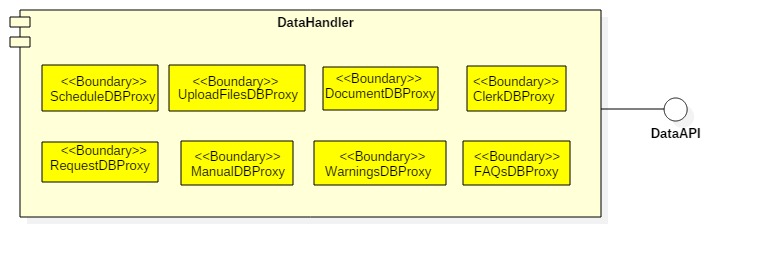 DataHandler
<<Boundary>>
ScheduleDBProxy
<<Boundary>>
UploadFilesDBProxy
<<Boundary>>
DocumentDBProxy
<<Boundary>>
ClerkDBProxy
DataAPI
<<Boundary>>
RequestDBProxy
<<Boundary>>
ManualDBProxy
<<Boundary>>
WarningsDBProxy
<<Boundary>>
FAQsDBProxy